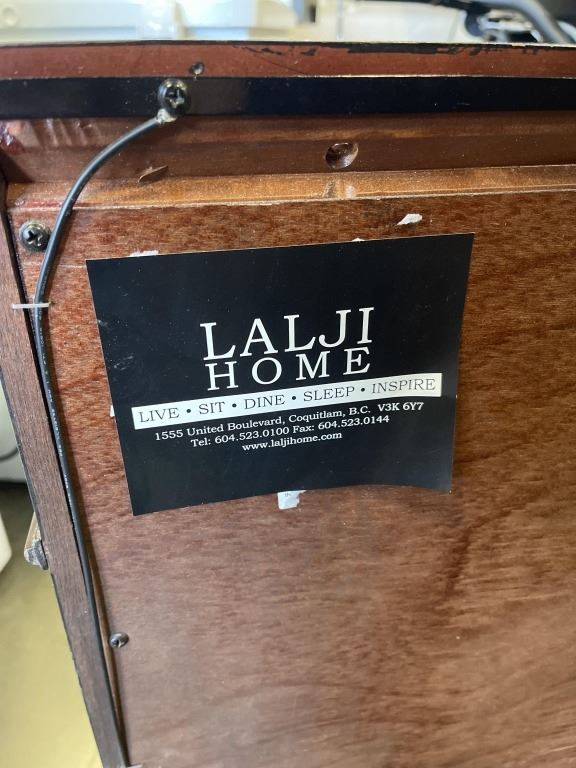 LALJI
HOME
LIVE • SIT • DINE • SLEEP • INSPIRE
1555 United Boulevard, Coquitlam, B.C. V3K 6Y7
Tel: 604.523.0100 Fax: 604.523.0144
www.laljihome.com